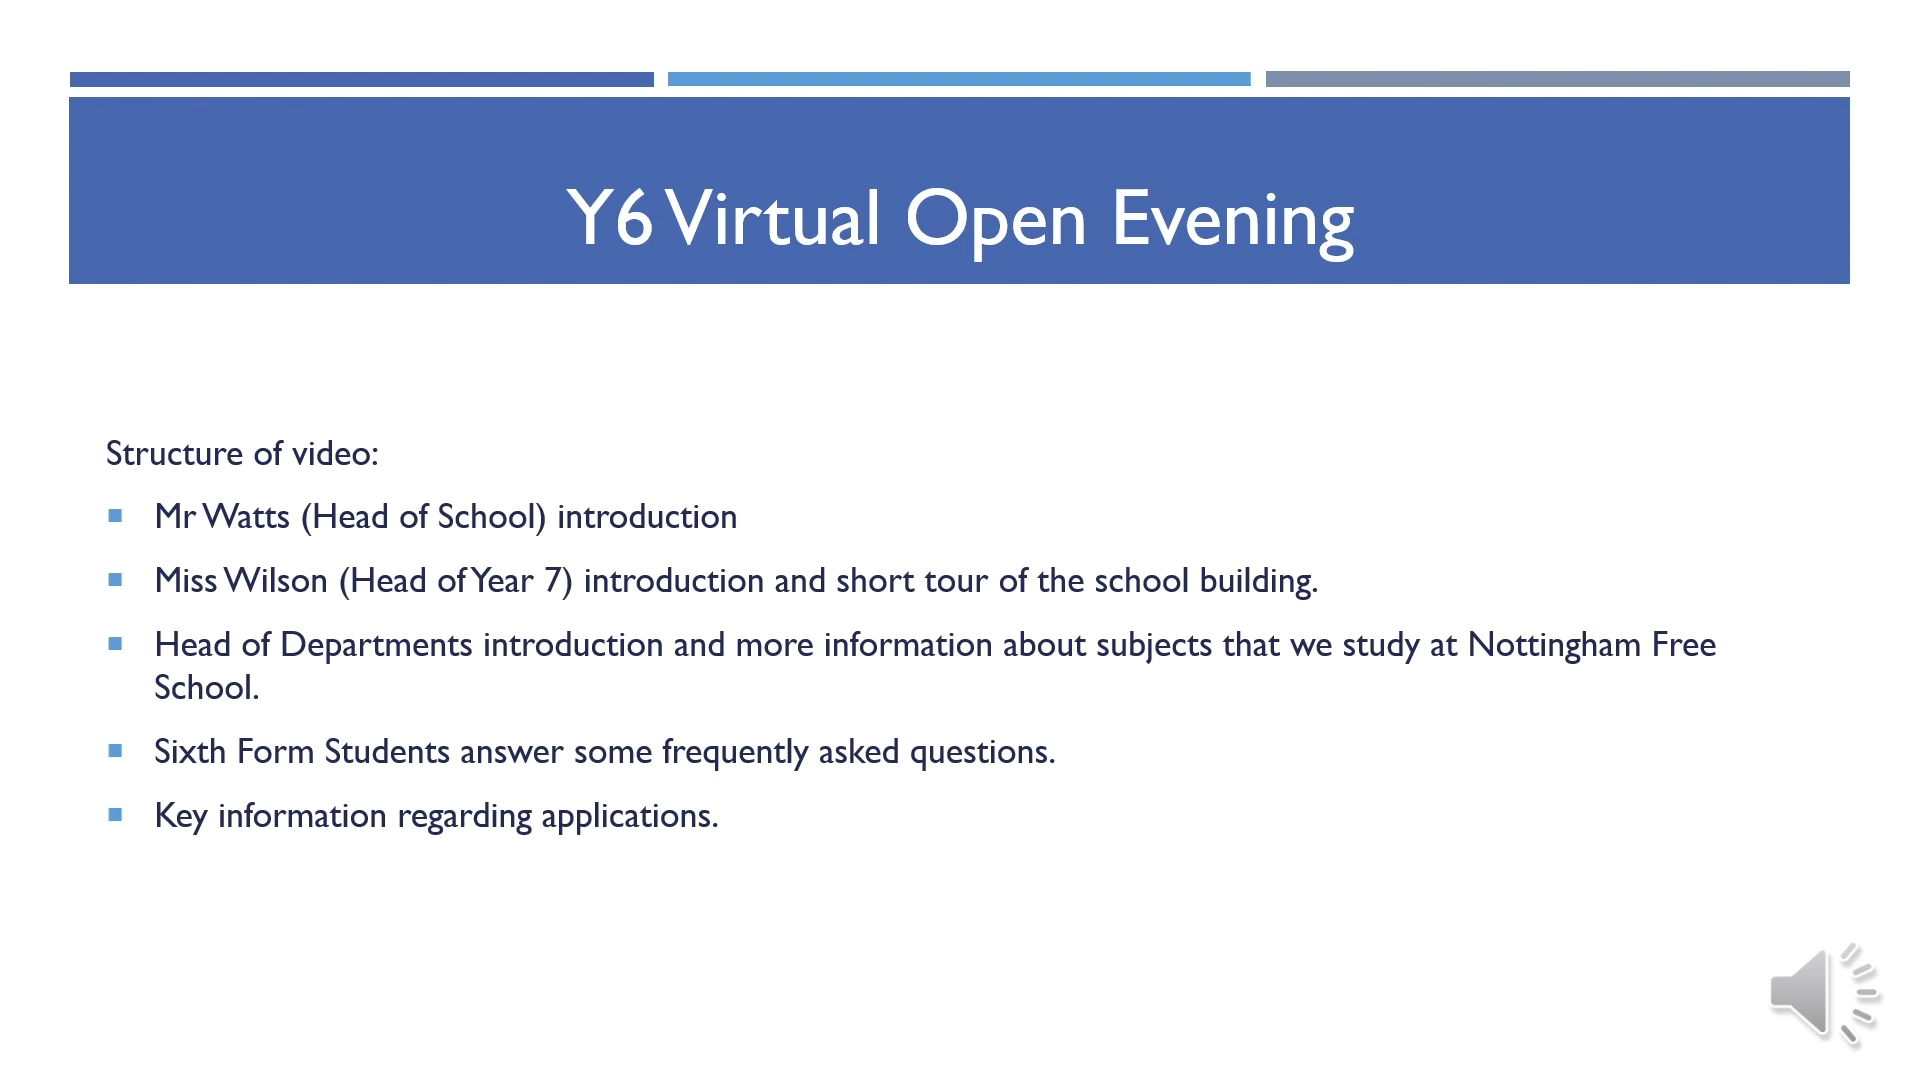 Y6 Virtual Open Evening
Structure of video:
Mr Watts (Head of School) introduction
Miss Wilson (Head of Year 7) introduction and short tour of the school building.
Head of Departments introduction and more information about subjects that we study at Nottingham Free
School.
Sixth Form Students answer some frequently asked questions.
Key information regarding applications.